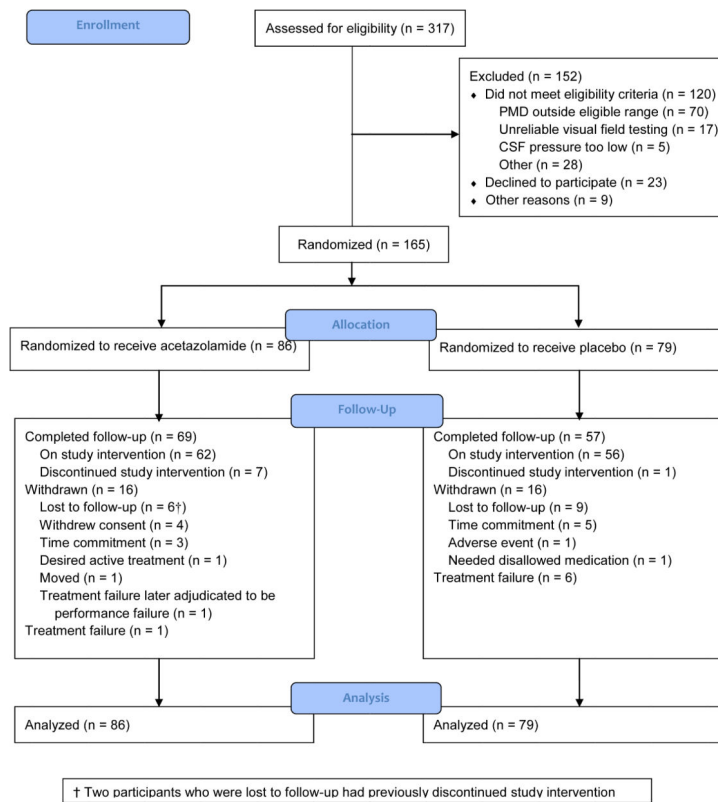 Enrollment
Assessed for eligibility (n = 317)
Excluded (n = 152)
♦ Did not meet eligibility criteria (n = 120)
PMD outside eligible range (n = 70)
Unreliable visual field testing (n = 17)
CSF pressure too low (n = 5)
Other (n = 28)
♦ Declined to participate (n = 23)
♦ Other reasons (n = 9)
Randomized (n = 165)
Allocation
Randomized to receive acetazolamide (n = 86)
Randomized to receive placebo (n = 79)
Follow-Up
Completed follow-up (n = 69)
On study intervention (n = 62)
Discontinued study intervention (n = 7)
Withdrawn (n = 16)
Lost to follow-up (n = 6†)
Withdrew consent (n = 4)
Time commitment (n = 3)
Desired active treatment (n = 1)
Moved (n = 1)
Treatment failure later adjudicated to be
performance failure (n = 1)
Treatment failure (n = 1)
Completed follow-up (n = 57)
On study intervention (n = 56)
Discontinued study intervention (n = 1)
Withdrawn (n = 16)
Lost to follow-up (n = 9)
Time commitment (n = 5)
Adverse event (n = 1)
Needed disallowed medication (n = 1)
Treatment failure (n = 6)
Analysis
Analyzed (n = 86)
Analyzed (n = 79)
† Two participants who were lost to follow-up had previously discontinued study intervention